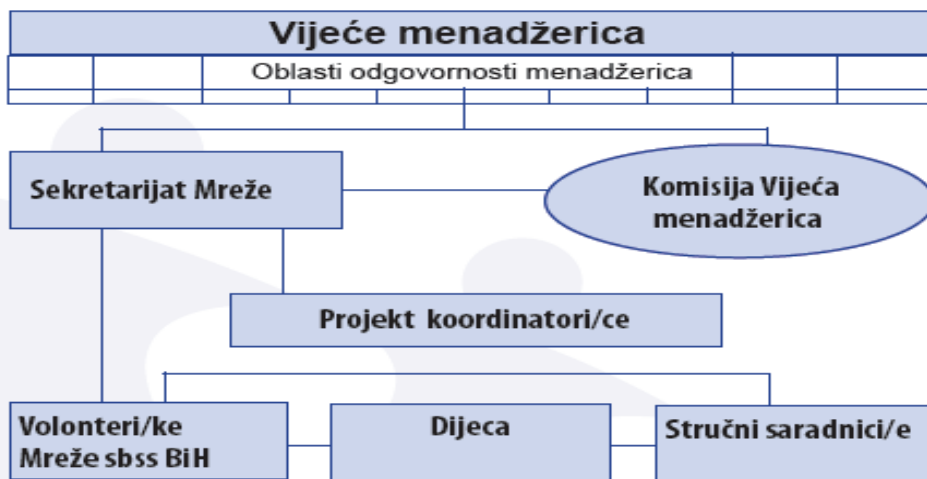 Vijeće menadžerica
Oblasti odgovornosti menadžerica
Sekretarijat Mreže
Komisija Vijeća
menadžerica
Projekt koordinatori/ce
Volonteri/ke
Mreže sbss BiH
Dijeca
Stručni saradnici/e